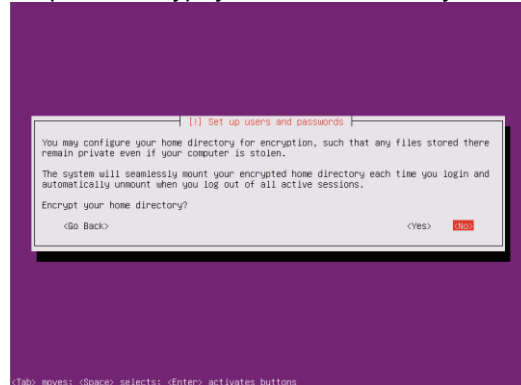 [!] Set up users and passwords
You may configure your home directory for encryption, such that any files stored there
remain private even if your computer is stolen.
The system will seamlessly mount your encrypted home directory each time you login and
automatically unmount when you log out of all active sessions.
Encrypt your home directory?
<Go Back> <Yes> <No>
<Tab> moves; <Space> selects; <Enter> activates buttons